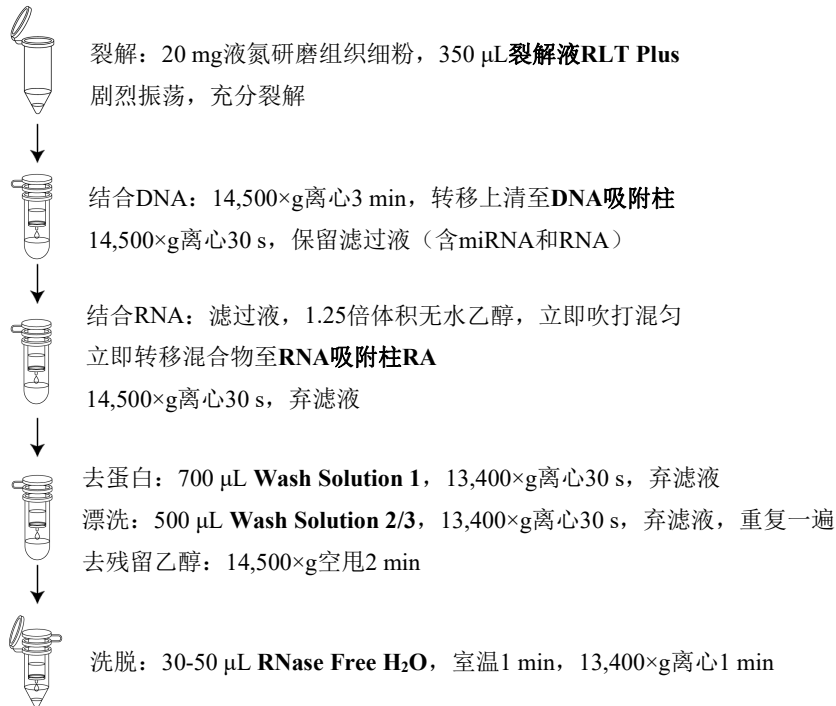 裂解：20 mg液氮研磨组织细粉，350 μL裂解液RLT Plus
剧烈振荡，充分裂解
结合DNA：14,500×g离心3 min，转移上清至DNA吸附柱
14,500×g离心30 s，保留滤过液（含miRNA和RNA）
结合RNA：滤过液，1.25倍体积无水乙醇，立即吹打混匀
立即转移混合物至RNA吸附柱RA
14,500×g离心30 s，弃滤液
去蛋白：700 μL Wash Solution 1，13,400×g离心30 s，弃滤液
漂洗：500 μL Wash Solution 2/3，13,400×g离心30 s，弃滤液，重复一遍
去残留乙醇：14,500×g空甩2 min
洗脱：30-50 μL RNase Free H₂O，室温1 min，13,400×g离心1 min